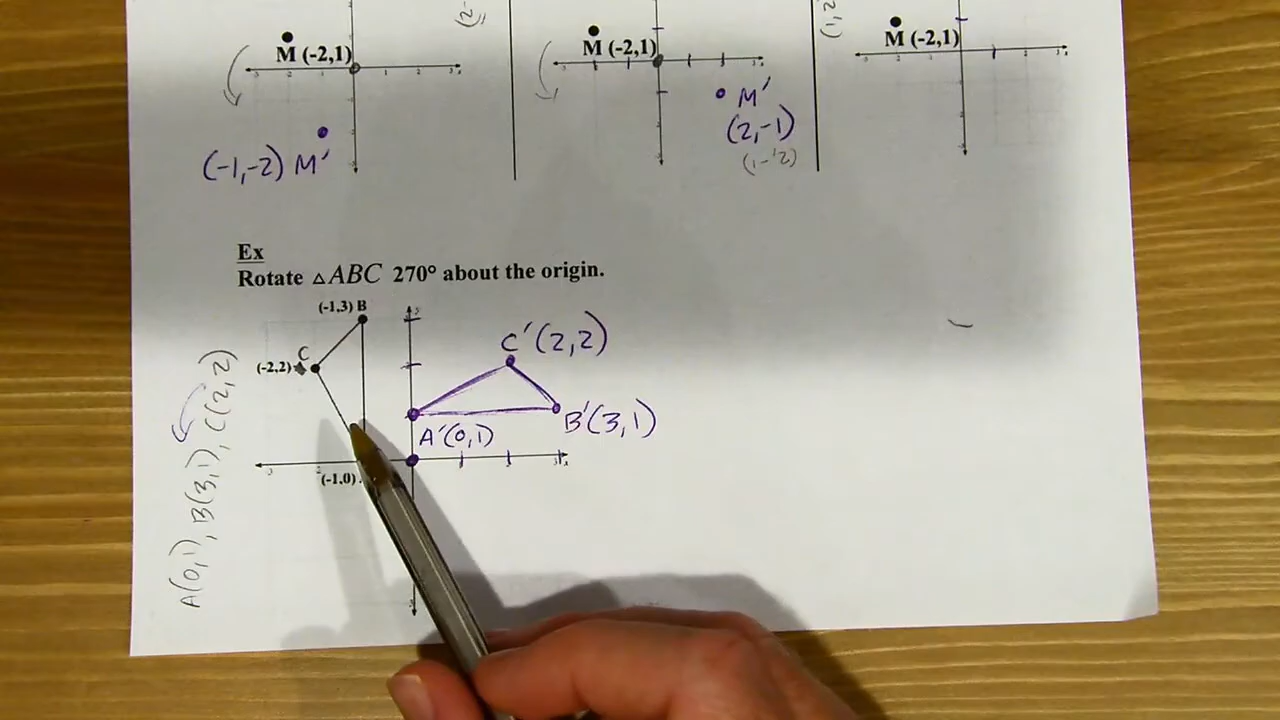 (2-
(1,2
M (-2,1)
M (-2,1)
M (-2,1)
(-1,-2) M'
M'
(2,-1)
Ex
Rotate △ABC 270° about the origin.
(-1,3) B
C
(-2,2)
C'(2,2)
B'(3,1)
A'(0,1)
(-1,0)
A(0,1), B(3,1), C(2,2)